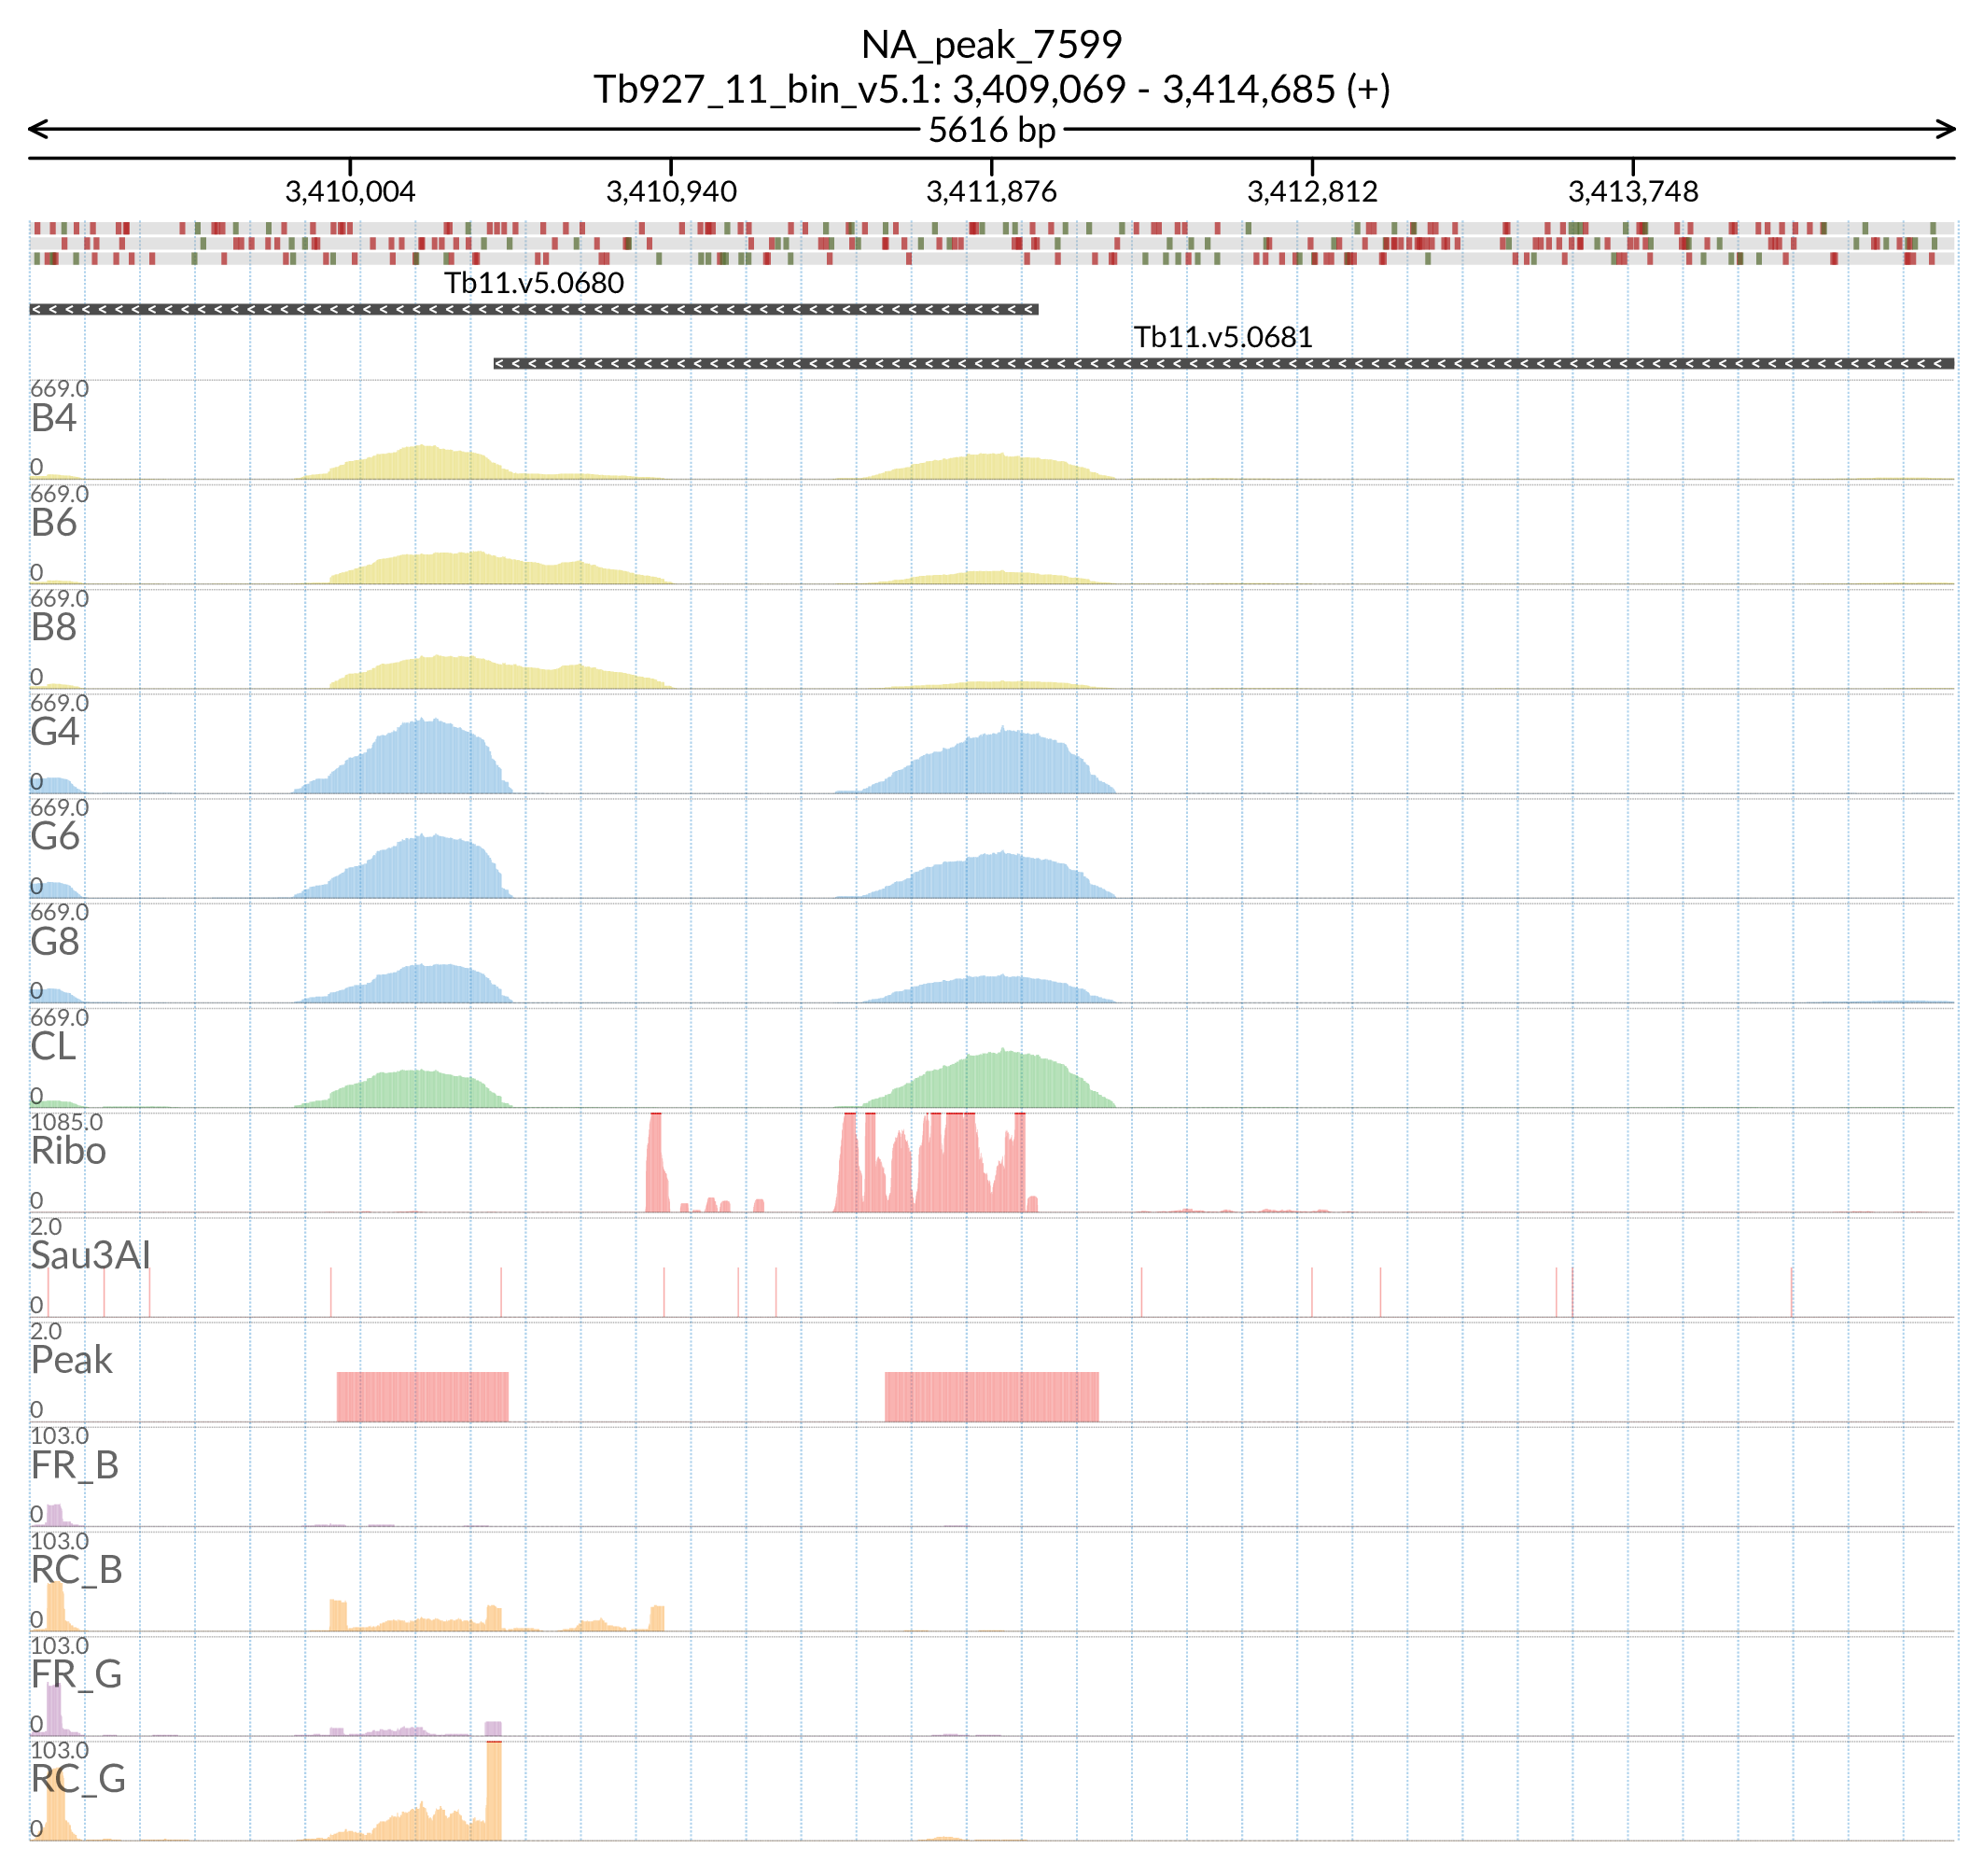 NA_peak_7599
Tb927_11_bin_v5.1: 3,409,069 - 3,414,685 (+)
5616 bp
3,410,004 3,410,940 3,411,876 3,412,812 3,413,748
Tb11.v5.0680
Tb11.v5.0681
669.0
B4
0
669.0
B6
0
669.0
B8
0
669.0
G4
0
669.0
G6
0
669.0
G8
0
669.0
CL
0
1085.0
Ribo
0
2.0
Sau3AI
0
2.0
Peak
0
103.0
FR_B
0
103.0
RC_B
0
103.0
FR_G
0
103.0
RC_G
0